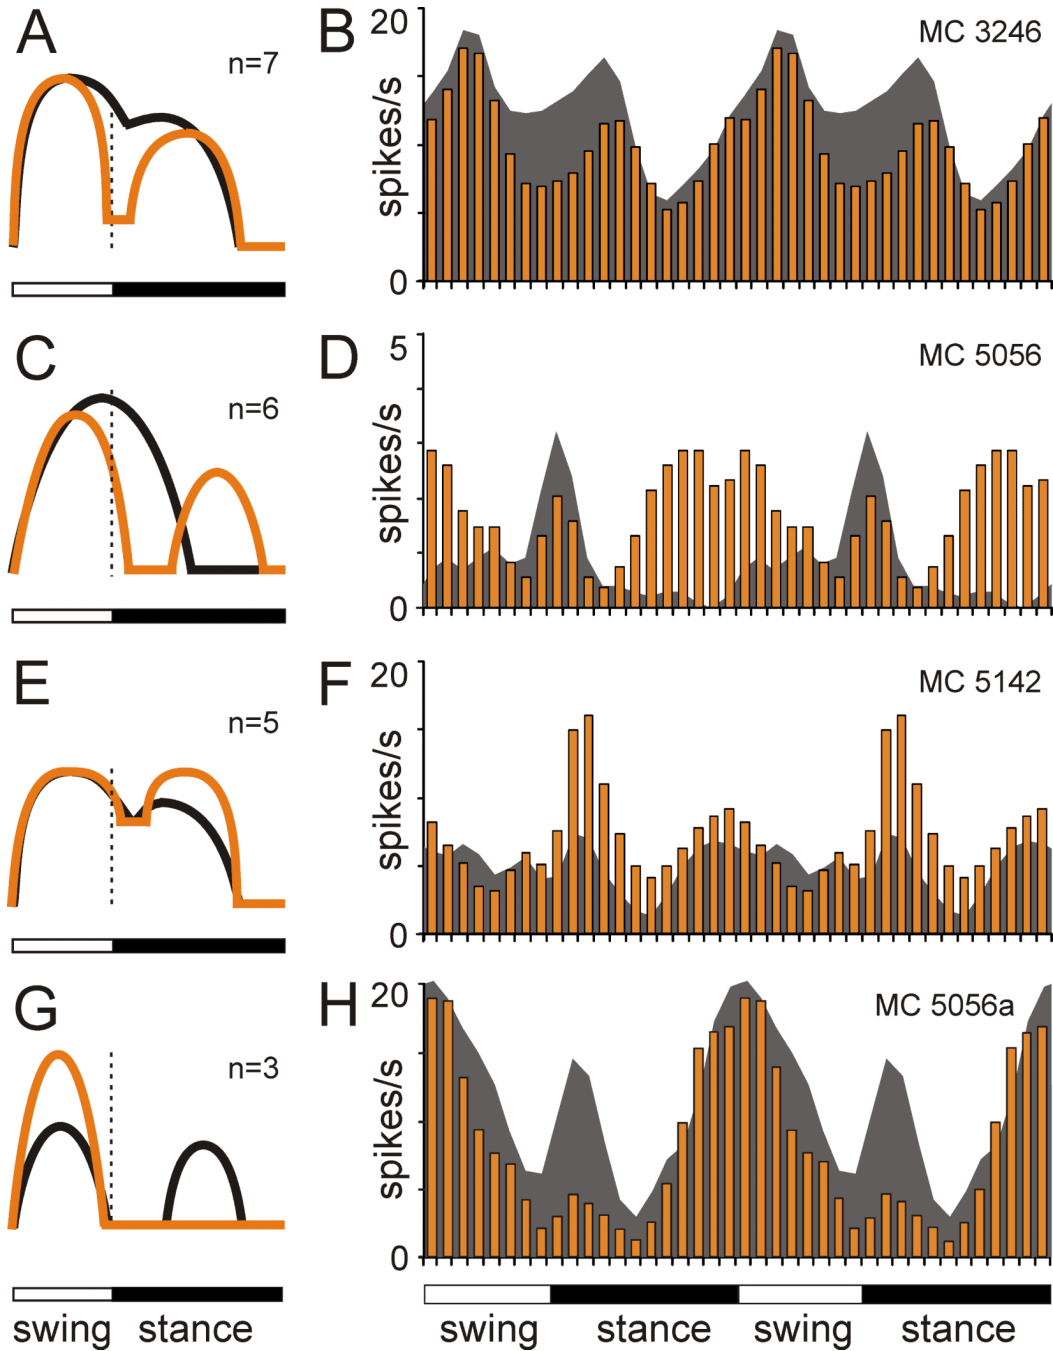 A
n=7
B
20
MC 3246
spikes/s
0
C
n=6
D
5
MC 5056
spikes/s
0
E
n=5
F
20
MC 5142
spikes/s
0
G
n=3
H
20
MC 5056a
spikes/s
0
swing stance
swing stance swing stance